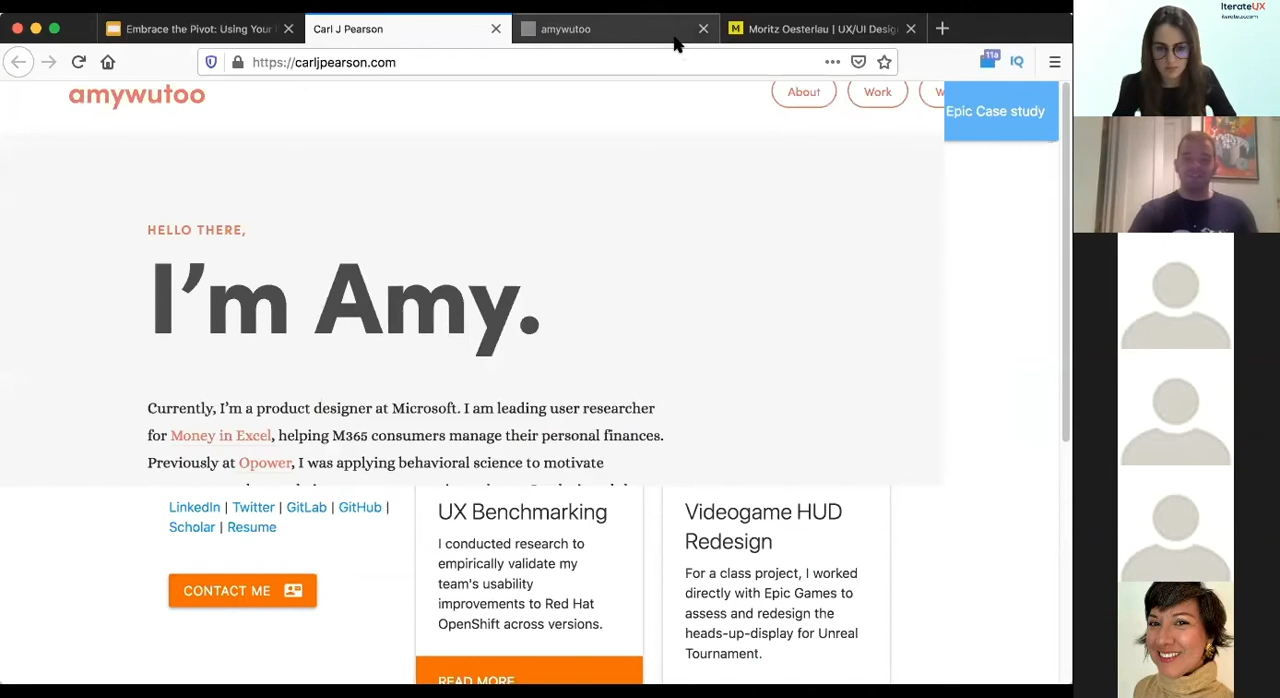 Embrace the Pivot: Using Your
Carl J Pearson
amywutoo
Moritz Oesterlau | UX/UI Desig
https://carljpearson.com
11a
IQ
IterateUX
iterateux.com
amywutoo
About
Work
W
Epic Case study
HELLO THERE,
I'm Amy.
Currently, I'm a product designer at Microsoft. I am leading user researcher
for Money in Excel, helping M365 consumers manage their personal finances.
Previously at Opower, I was applying behavioral science to motivate
LinkedIn | Twitter | GitLab | GitHub |
Scholar | Resume
CONTACT ME
UX Benchmarking
I conducted research to
empirically validate my
team's usability
improvements to Red Hat
OpenShift across versions.
READ MORE
Videogame HUD
Redesign
For a class project, I worked
directly with Epic Games to
assess and redesign the
heads-up-display for Unreal
Tournament.